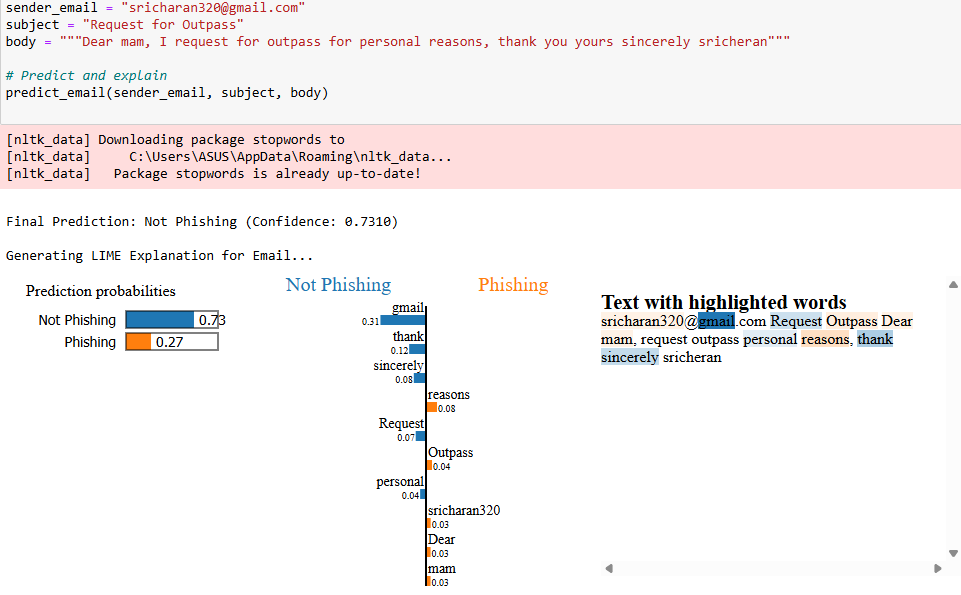 sender_email = "sricharan320@gmail.com"
subject = "Request for Outpass"
body = """Dear mam, I request for outpass for personal reasons, thank you yours sincerely sricheran"""
# Predict and explain
predict_email(sender_email, subject, body)
[nltk_data] Downloading package stopwords to
[nltk_data]     C:\Users\ASUS\AppData\Roaming\nltk_data...
[nltk_data]   Package stopwords is already up-to-date!
Final Prediction: Not Phishing (Confidence: 0.7310)
Generating LIME Explanation for Email...
Prediction probabilities
Not Phishing 0.73
Phishing 0.27
Not Phishing Phishing
gmail
0.31
thank
0.12
sincerely
0.08
reasons
0.08
Request
0.07
Outpass
0.04
personal
0.04
sricharan320
0.03
Dear
0.03
mam
0.03
Text with highlighted words
sricharan320@gmail.com Request Outpass Dear
mam, request outpass personal reasons, thank
sincerely sricheran